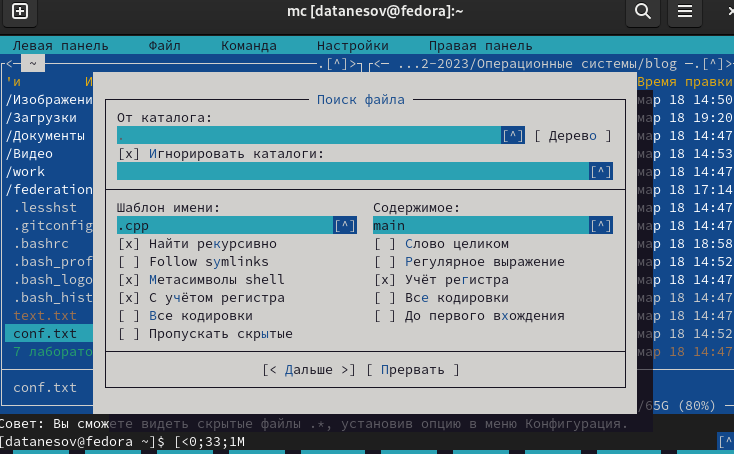 mc [datanesov@fedora]:~
Левая панель Файл Команда Настройки Правая панель
<─ ~ .[^]> <─ ...2-2023/Операционные системы/blog ─.[^]>
'и И Время правки
/Изображени мар 18 14:50
/Загрузки мар 18 19:20
/Документы мар 18 14:47
/Видео мар 18 14:53
/work мар 18 14:47
/federation мар 18 17:14
.lesshst мар 18 14:47
.gitconfig мар 18 14:47
.bashrc мар 18 18:58
.bash_prof мар 18 14:52
.bash_logo мар 18 14:47
.bash_hist мар 18 14:47
text.txt мар 18 14:47
conf.txt мар 18 14:52
7 лаборато мар 18 14:47
conf.txt
/65G (80%)
Поиск файла
От каталога:
. [^] [ Дерево ]
[x] Игнорировать каталоги:
[^]
Шаблон имени: Содержимое:
.cpp [^] main [^]
[x] Найти рекурсивно [ ] Слово целиком
[ ] Follow symlinks [ ] Регулярное выражение
[x] Метасимволы shell [x] Учёт регистра
[x] С учётом регистра [ ] Все кодировки
[ ] Все кодировки [ ] До первого вхождения
[ ] Пропускать скрытые
[< Дальше >] [ Прервать ]
Совет: Вы сможете видеть скрытые файлы .*, установив опцию в меню Конфигурация.
[datanesov@fedora ~]$ [<0;33;1M [^